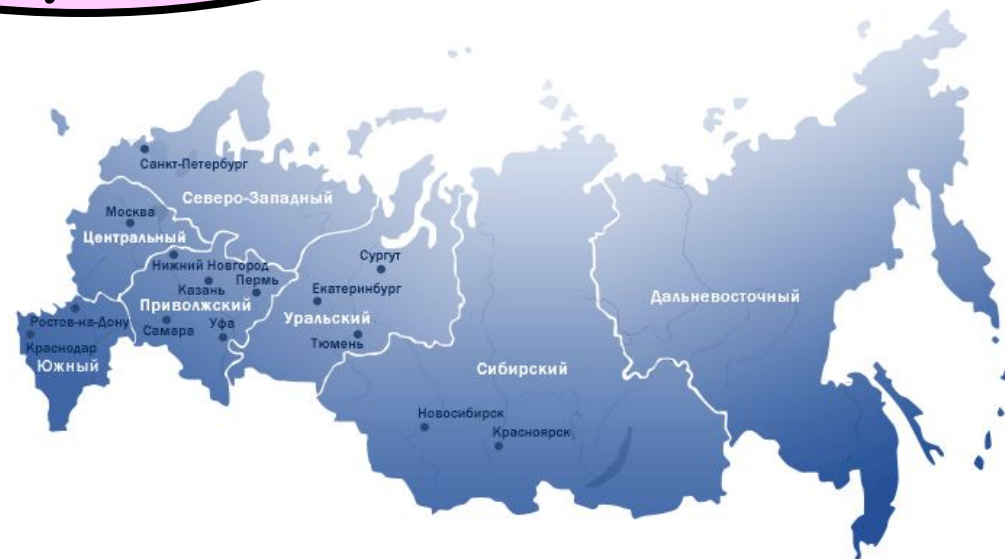 Санкт-Петербург
Северо-Западный
Москва
Центральный
Нижний Новгород
Казань
Пермь
Приволжский
Самара
Уфа
Ростов-на-Дону
Краснодар
Южный
Сургут
Екатеринбург
Уральский
Тюмень
Сибирский
Новосибирск
Красноярск
Дальневосточный